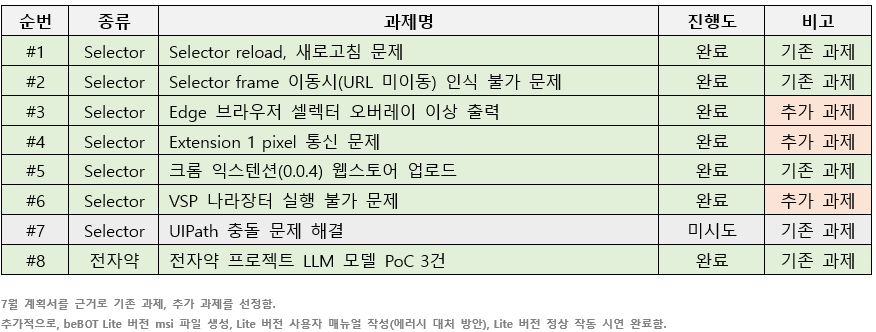 순번 종류 과제명 진행도 비고
#1 Selector Selector reload, 새로고침 문제 완료 기존 과제
#2 Selector Selector frame 이동시(URL 미이동) 인식 불가 문제 완료 기존 과제
#3 Selector Edge 브라우저 셀렉터 오버레이 이상 출력 완료 추가 과제
#4 Selector Extension 1 pixel 통신 문제 완료 추가 과제
#5 Selector 크롬 익스텐션(0.0.4) 웹스토어 업로드 완료 기존 과제
#6 Selector VSP 나라장터 실행 불가 문제 완료 추가 과제
#7 Selector UIPath 충돌 문제 해결 미시도 기존 과제
#8 전자약 전자약 프로젝트 LLM 모델 PoC 3건 완료 기존 과제
7월 계획서를 근거로 기존 과제, 추가 과제를 선정함.
추가적으로, beBOT Lite 버전 msi 파일 생성, Lite 버전 사용자 매뉴얼 작성(에러시 대처 방안), Lite 버전 정상 작동 시연 완료함.